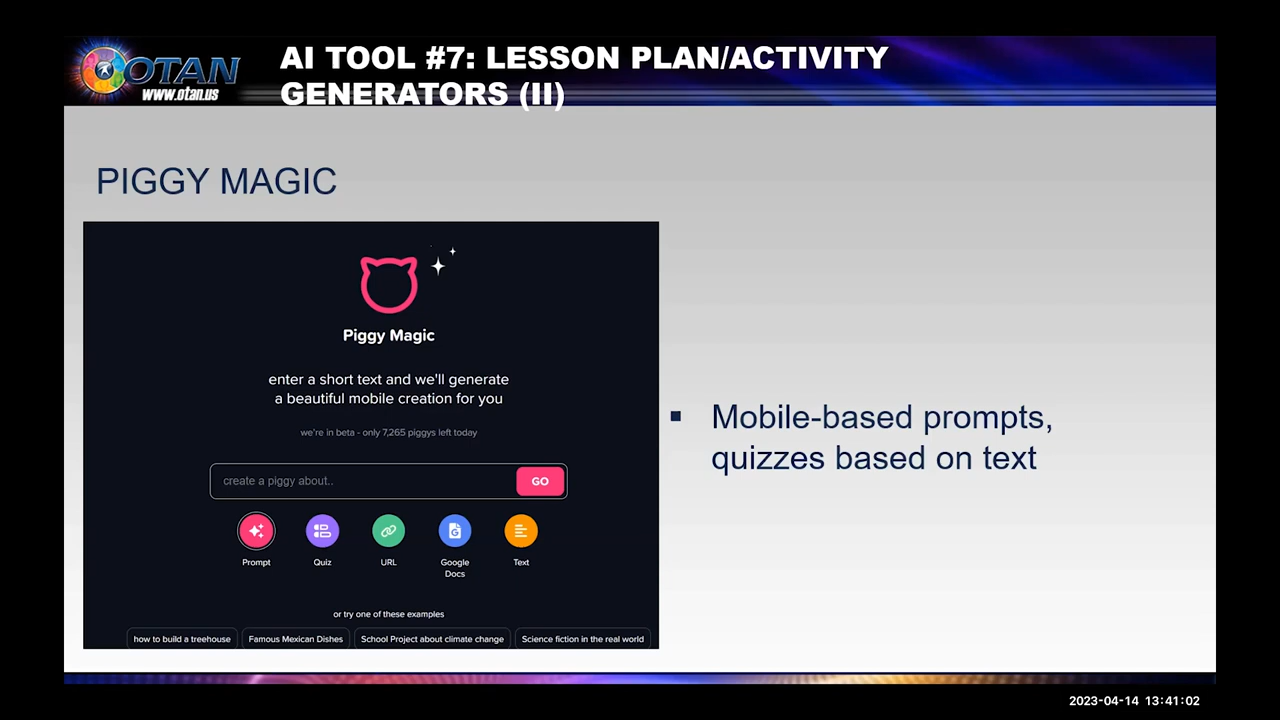 OTAN
www.otan.us
AI TOOL #7: LESSON PLAN/ACTIVITY
GENERATORS (II)
PIGGY MAGIC
Piggy Magic
enter a short text and we'll generate
a beautiful mobile creation for you
we're in beta - only 7,265 piggys left today
create a piggy about..
GO
Prompt
Quiz
URL
Google
Docs
Text
or try one of these examples
how to build a treehouse
Famous Mexican Dishes
School Project about climate change
Science fiction in the real world
▪ Mobile-based prompts,
quizzes based on text
2023-04-14 13:41:02